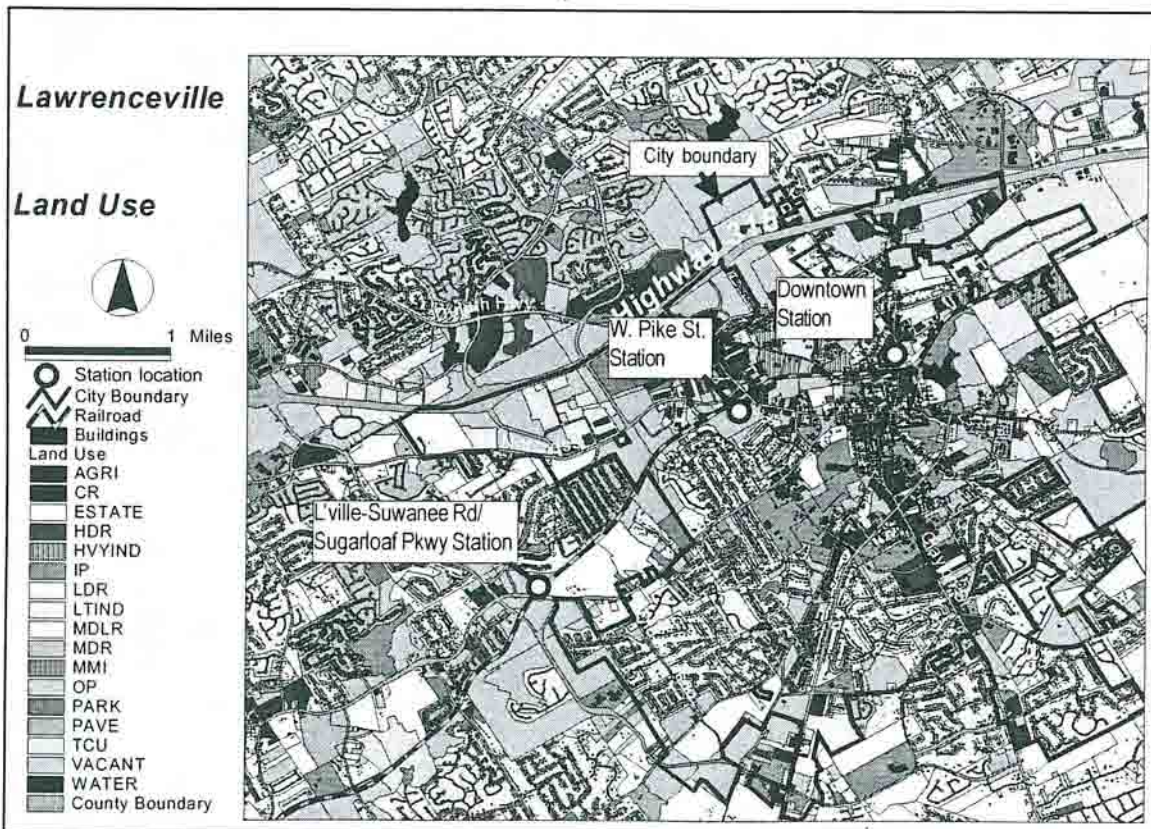 Lawrenceville
Land Use
0 1 Miles
Station location
City Boundary
Railroad
Buildings
Land Use
AGRI
CR
ESTATE
HDR
HVYIND
IP
LDR
LTIND
MDLR
MDR
MMI
OP
PARK
PAVE
TCU
VACANT
WATER
County Boundary
City boundary
Highway 316
Downtown
Station
W. Pike St.
Station
L'ville-Suwanee Rd/
Sugarloaf Pkwy Station